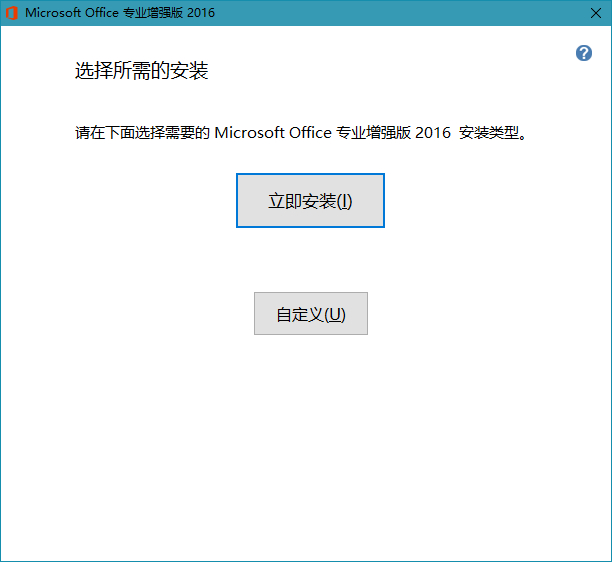 Microsoft Office 专业增强版 2016
?
选择所需的安装
请在下面选择需要的 Microsoft Office 专业增强版 2016 安装类型。
立即安装(I)
自定义(U)